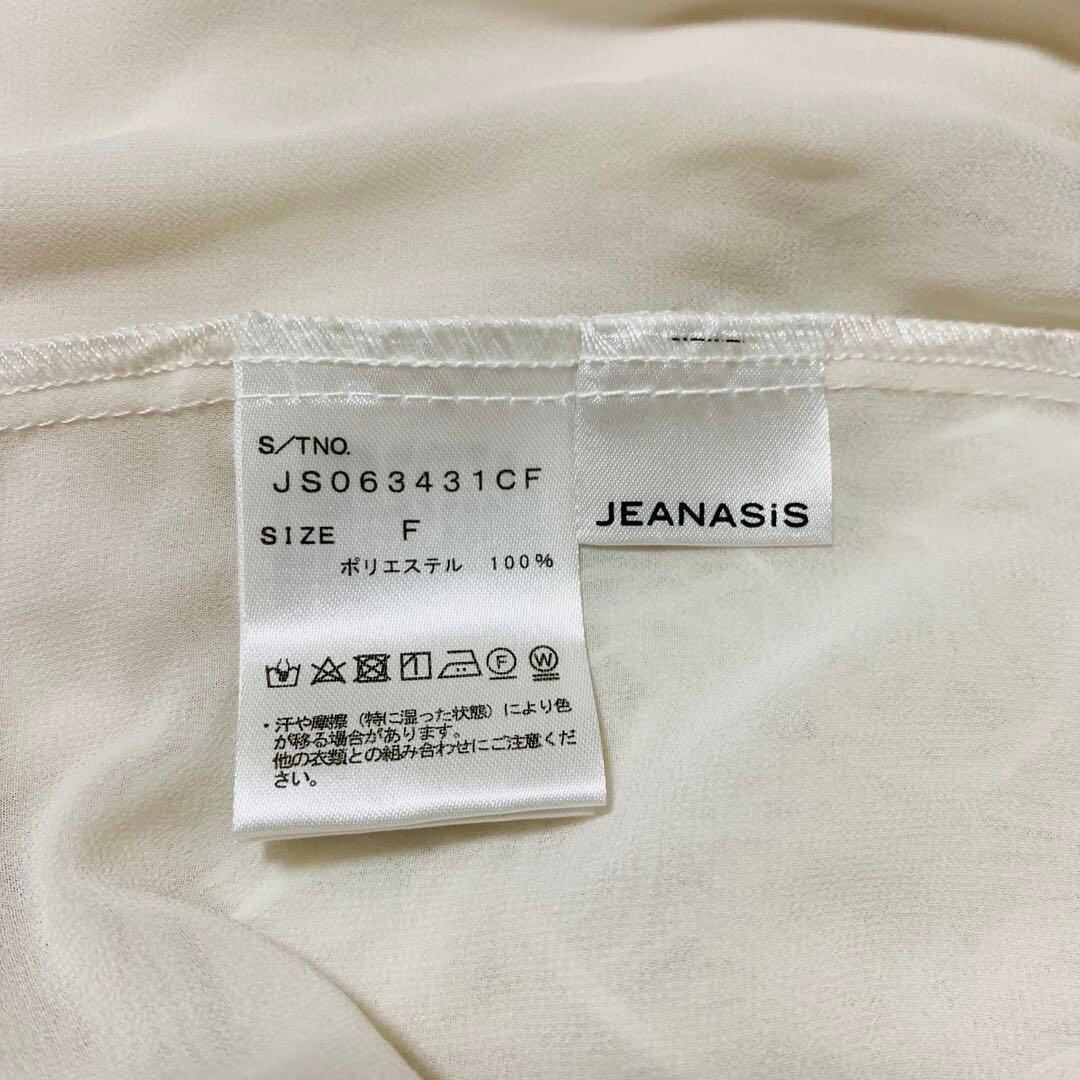 S/TNO.
JS063431CF
SIZE F
ポリエステル 100%
F W
・汗や摩擦（特に湿った状態）により色
が移る場合があります。
他の衣類との組み合わせにご注意くだ
さい。
JEANASiS